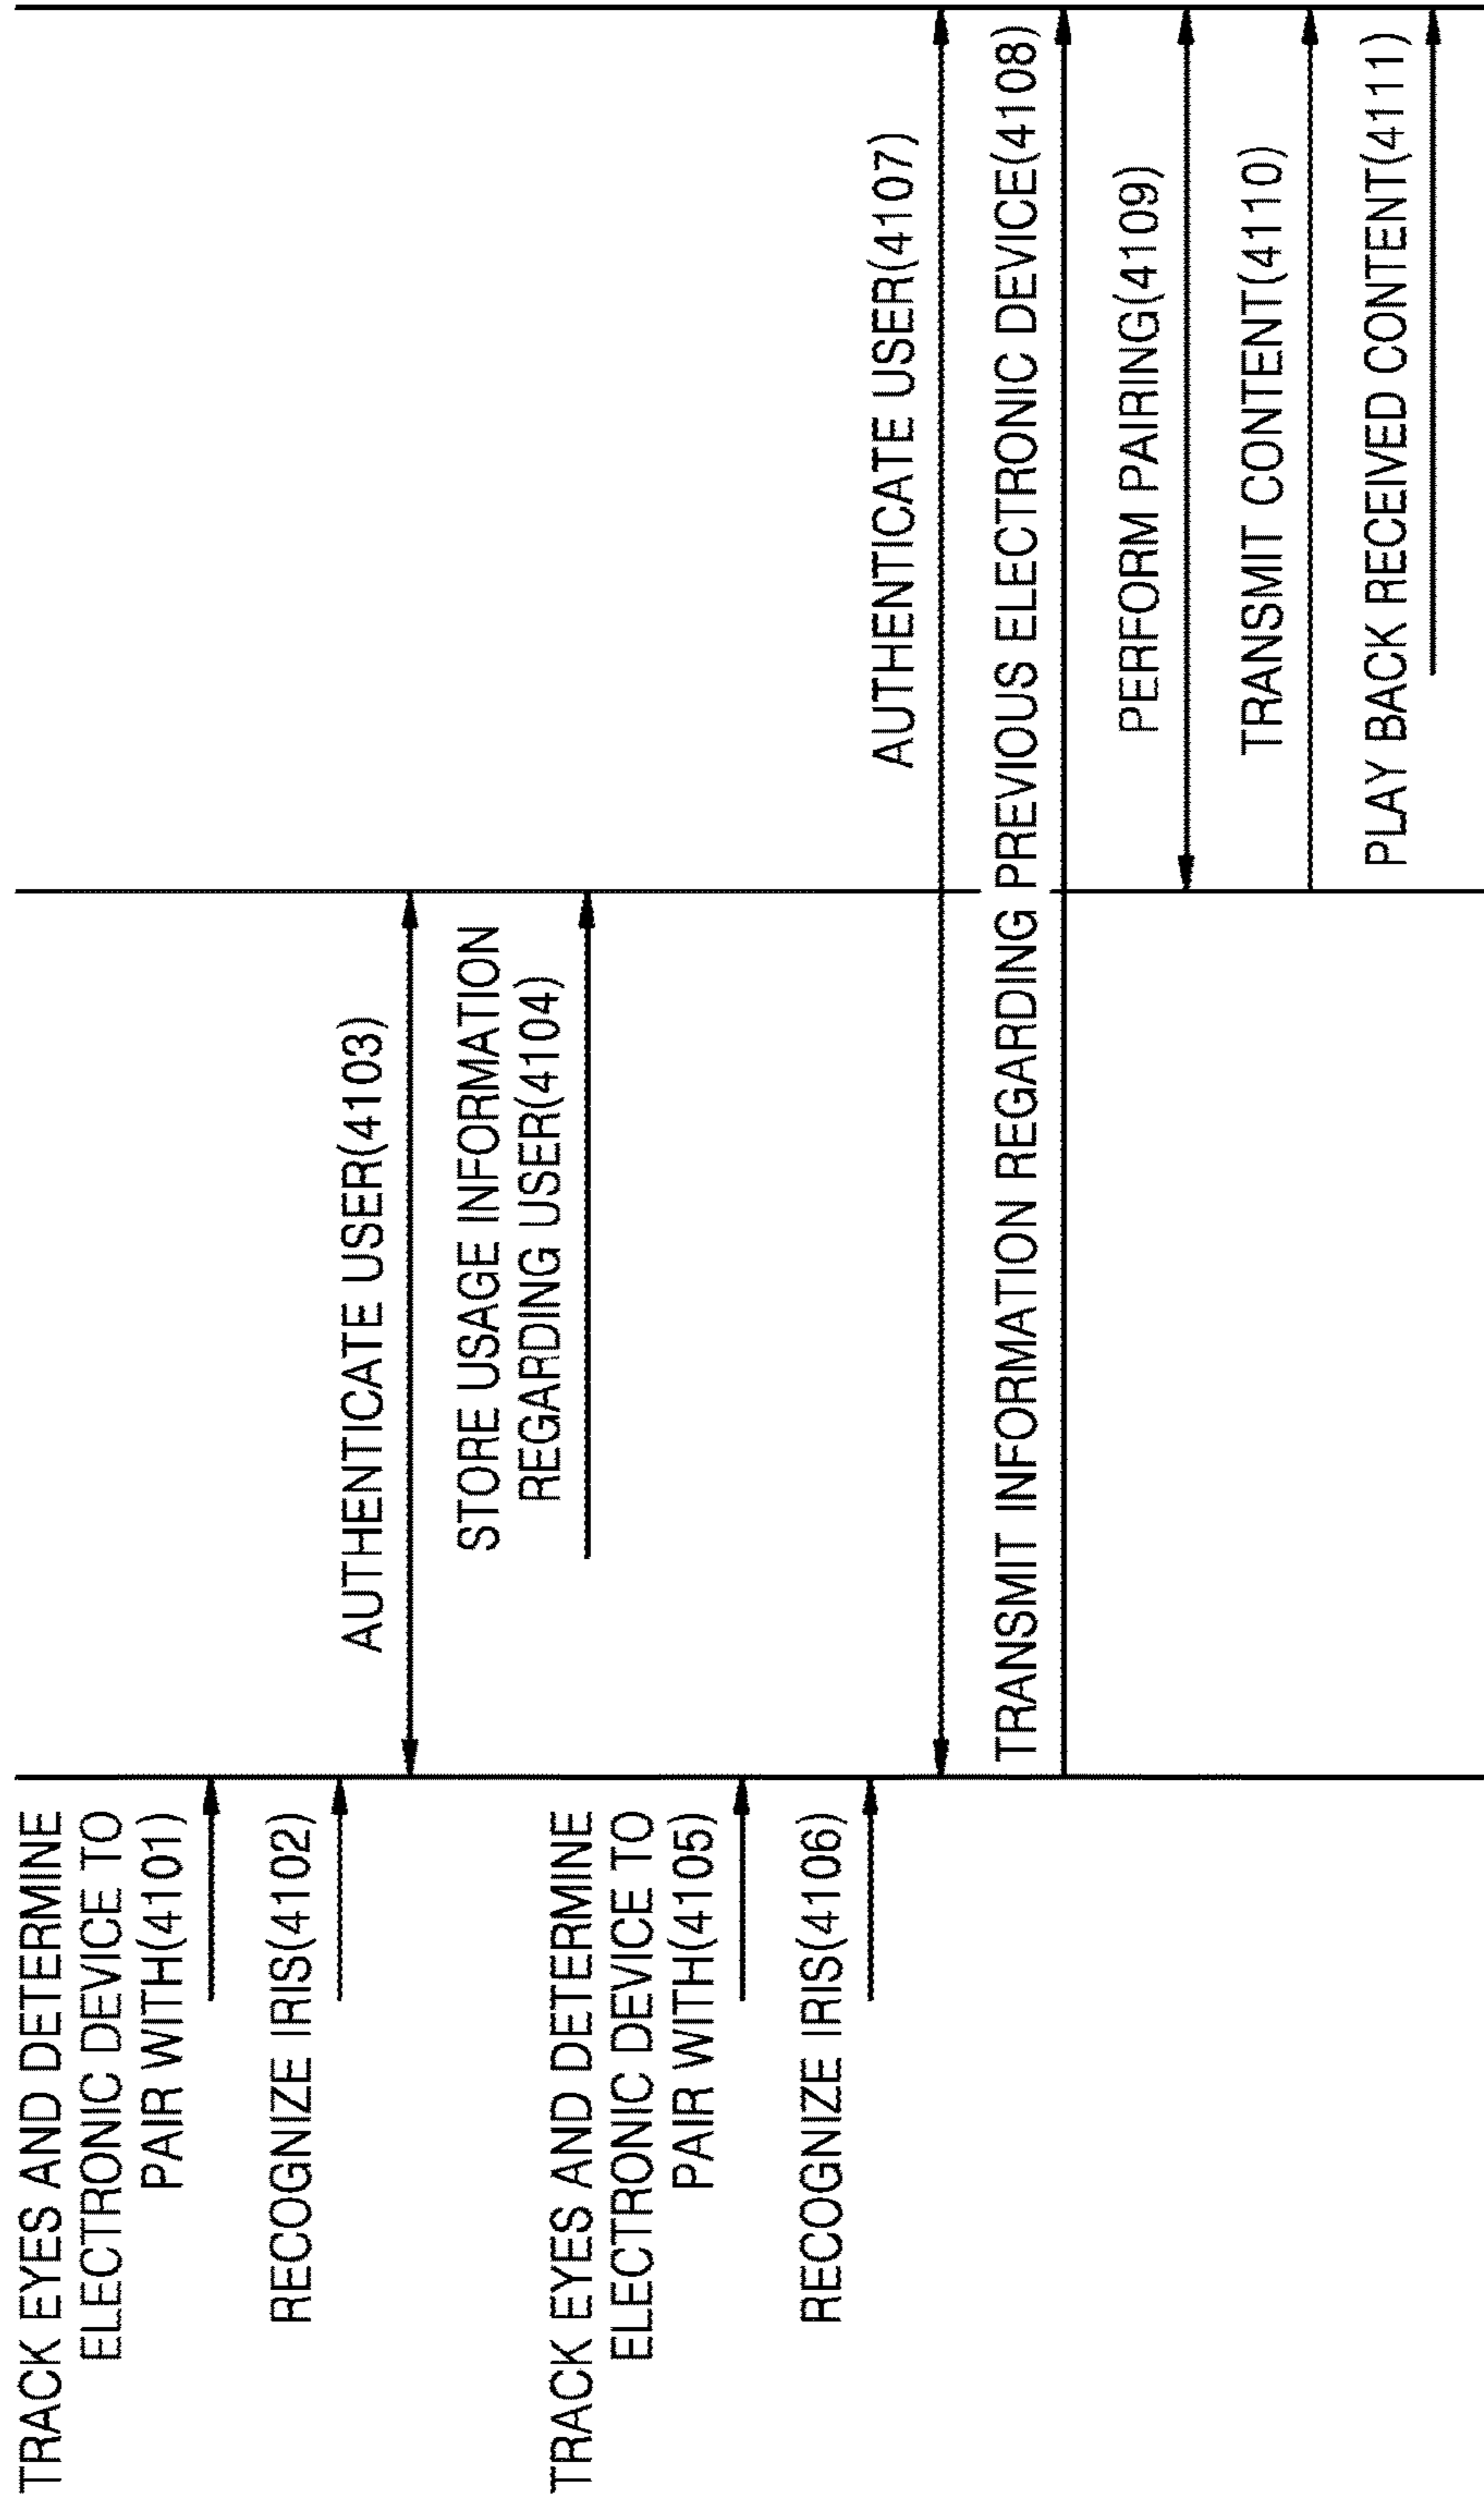 TRACK EYES AND DETERMINE
ELECTRONIC DEVICE TO
PAIR WITH(4101)
RECOGNIZE IRIS(4102)
AUTHENTICATE USER(4103)
STORE USAGE INFORMATION
REGARDING USER(4104)
TRACK EYES AND DETERMINE
ELECTRONIC DEVICE TO
PAIR WITH(4105)
RECOGNIZE IRIS(4106)
AUTHENTICATE USER(4107)
TRANSMIT INFORMATION REGARDING PREVIOUS ELECTRONIC DEVICE(4108)
PERFORM PAIRING(4109)
TRANSMIT CONTENT(4110)
PLAY BACK RECEIVED CONTENT(4111)